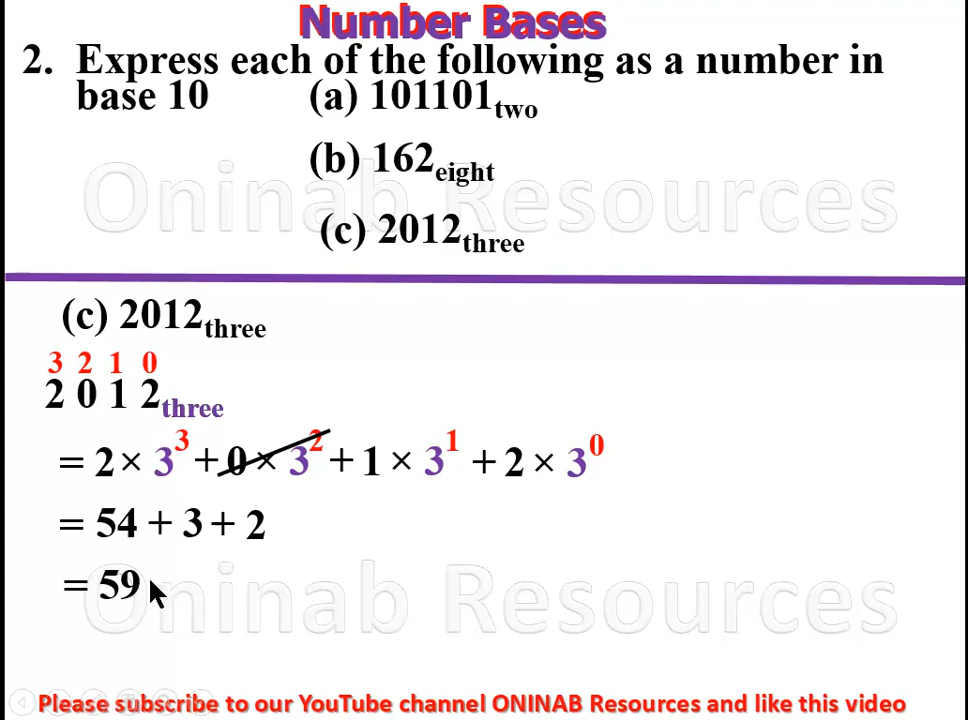 Number Bases
2. Express each of the following as a number in
base 10 (a) 101101two
(b) 162eight
Oninab Resources
(c) 2012three
(c) 2012three
3 2 1 0
2 0 1 2three
= 2 × 3³ + 0 × 3² + 1 × 3¹ + 2 × 3⁰
= 54 + 3 + 2
= 59
Oninab Resources
Please subscribe to our YouTube channel ONINAB Resources and like this video